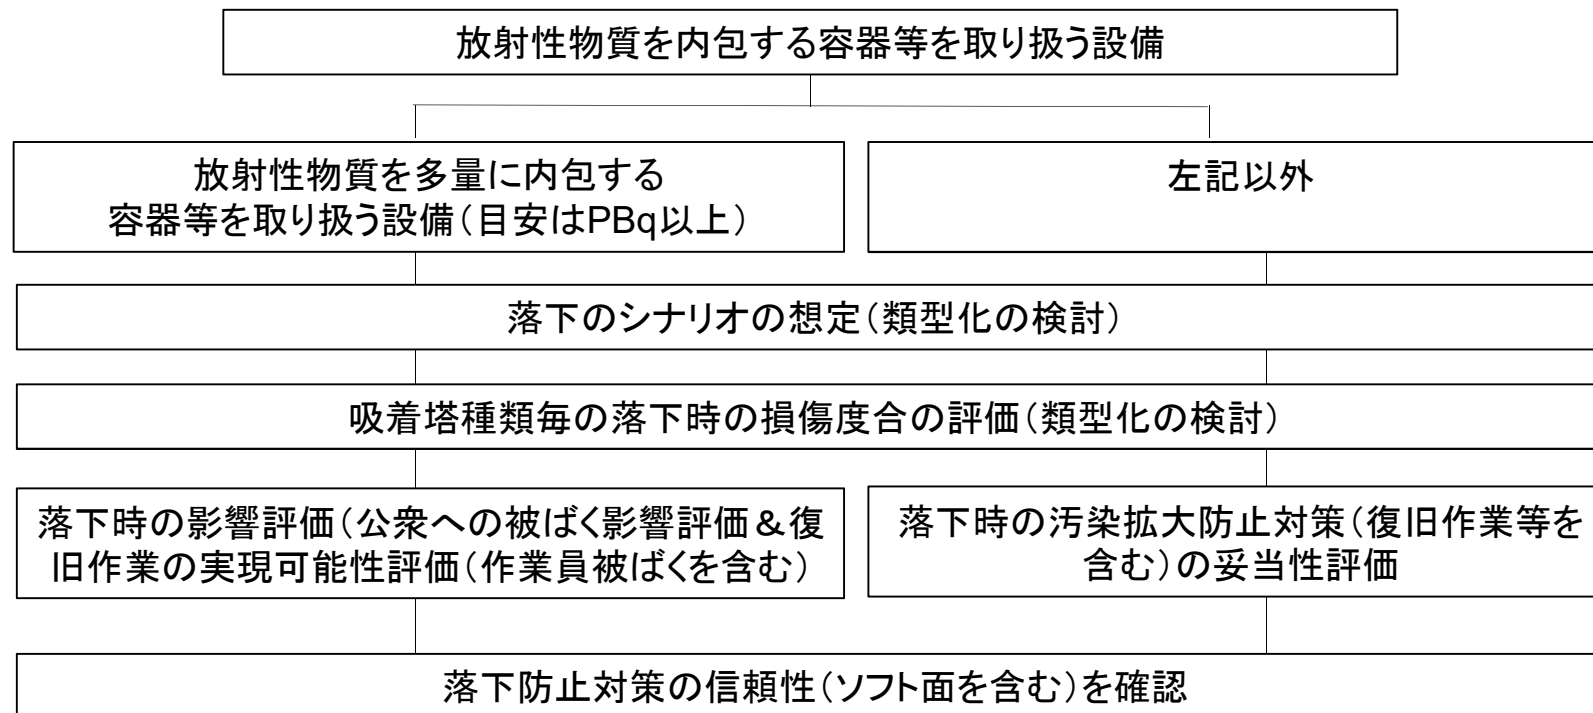 放射性物質を内包する容器等を取り扱う設備
放射性物質を多量に内包する
容器等を取り扱う設備（目安はPBq以上）
左記以外
落下のシナリオの想定（類型化の検討）
吸着塔種類毎の落下時の損傷度合の評価（類型化の検討）
落下時の影響評価（公衆への被ばく影響評価＆復
旧作業の実現可能性評価（作業員被ばくを含む）
落下時の汚染拡大防止対策（復旧作業等を
含む）の妥当性評価
落下防止対策の信頼性（ソフト面を含む）を確認